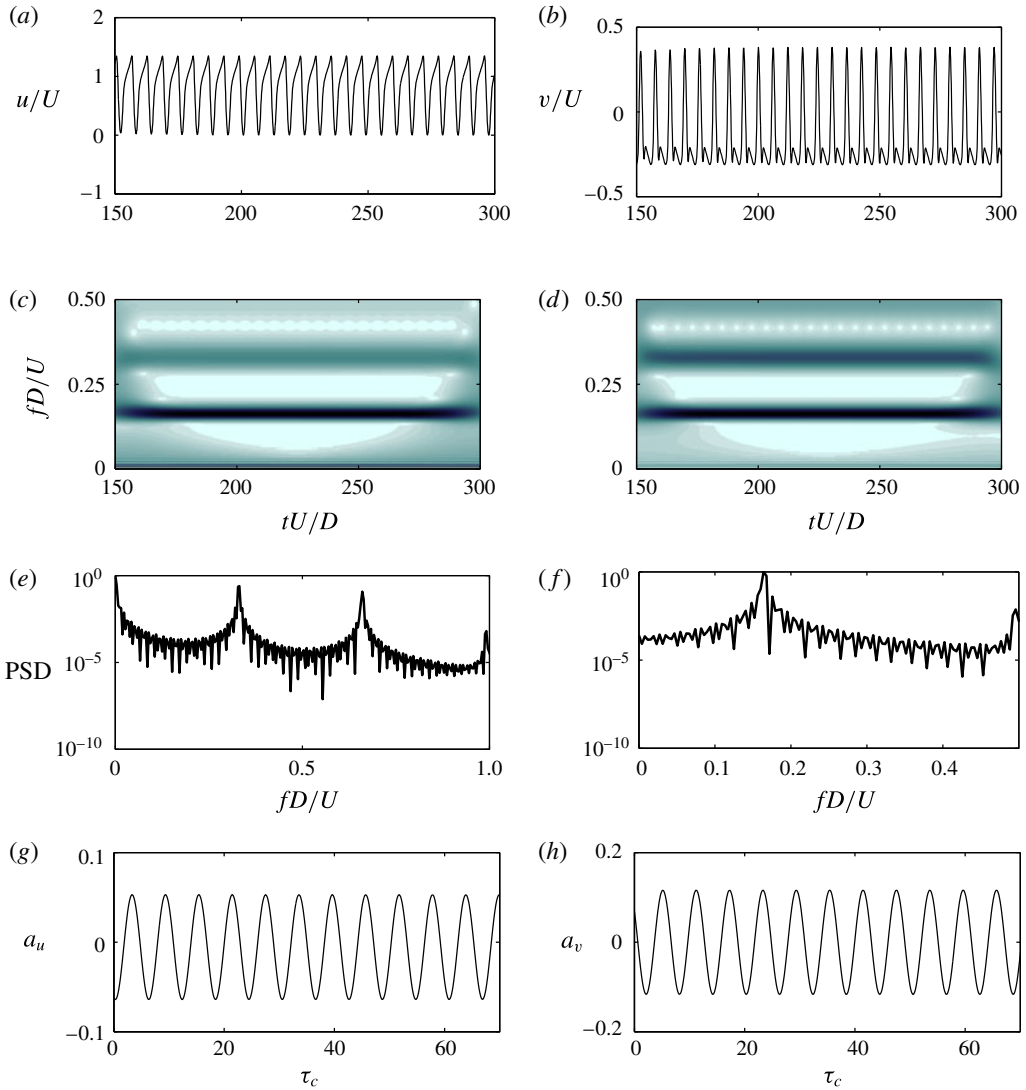 (a)
2
1
u/U
0
−1
150
200
250
300
(b)
0.5
v/U
0
−0.5
150
200
250
300
(c)
0.50
fD/U
0.25
0
150
200
250
300
tU/D
(d)
0.50
0.25
0
150
200
250
300
tU/D
(e)
10^0
PSD
10^−5
10^−10
0
0.5
1.0
fD/U
(f)
10^0
10^−5
10^−10
0
0.1
0.2
0.3
0.4
fD/U
(g)
0.1
a_u
0
−0.1
0
20
40
60
τ_c
(h)
0.2
a_v
0
−0.2
0
20
40
60
τ_c